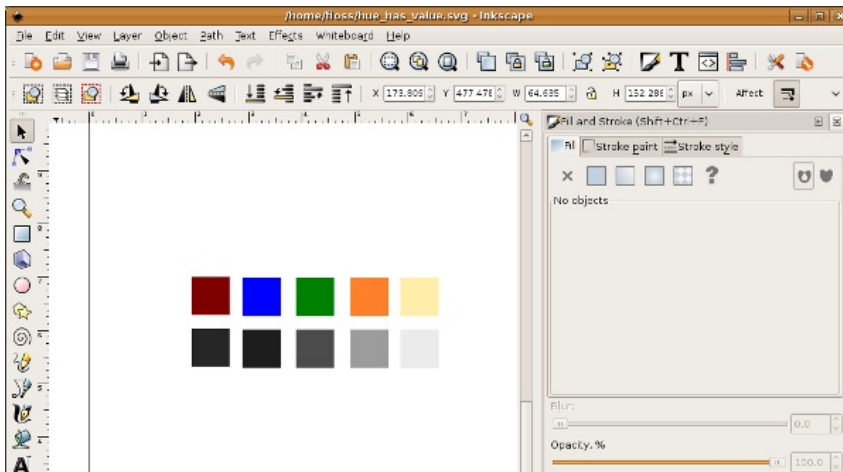 /home/floss/hue_has_value.svg - Inkscape
File Edit View Layer Object Path Text Effects Whiteboard Help
X 173.809 Y 477.478 W 64.635 H 152.286 px Affect:
Fill and Stroke (Shift+Ctrl+F)
Fill Stroke paint Stroke style
No objects
Blur:
0.0
Opacity, %
100.0